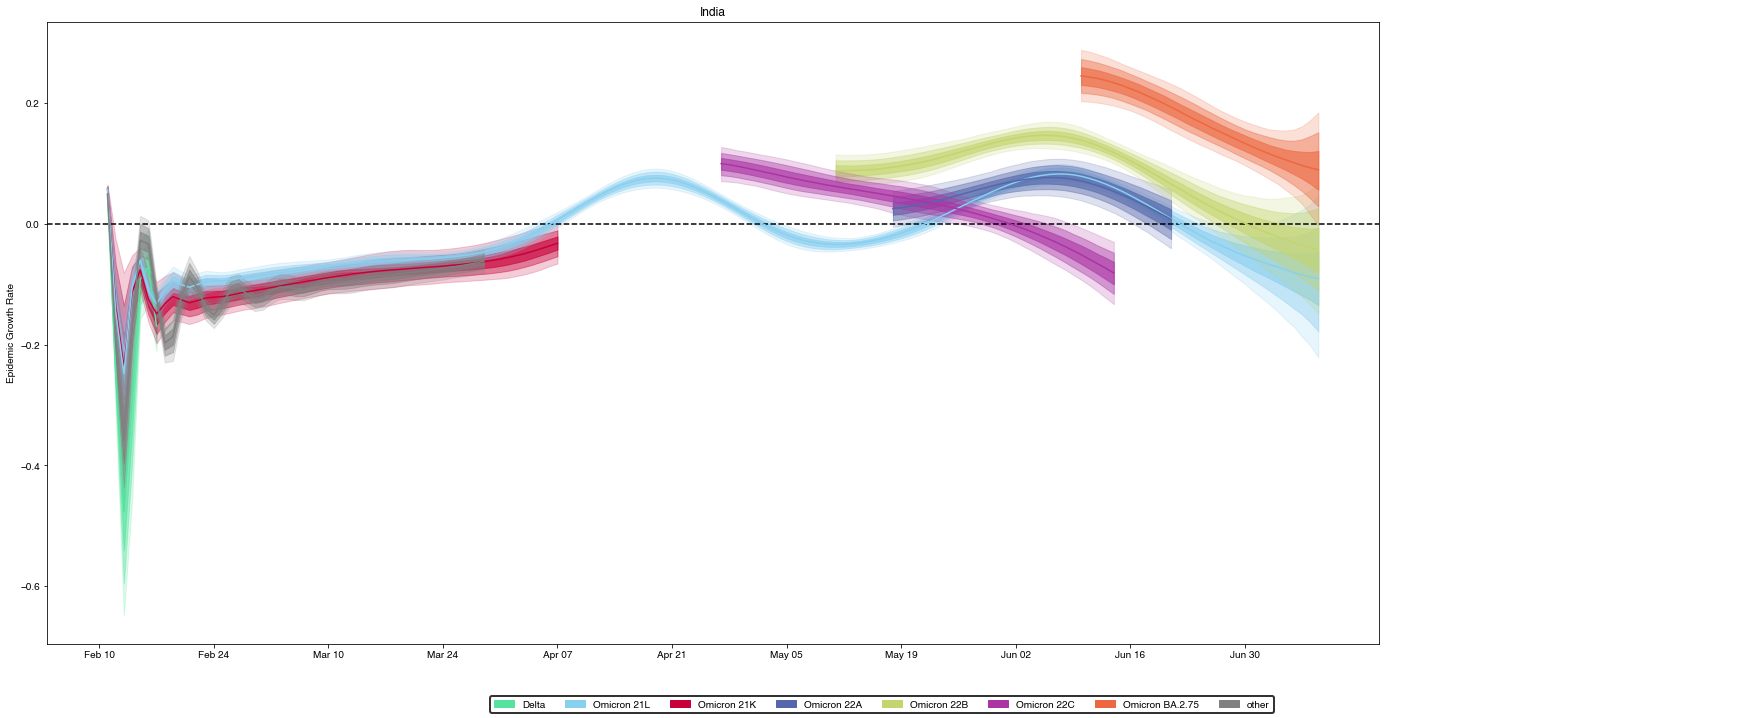 India
Epidemic Growth Rate
0.2
0.0
−0.2
−0.4
−0.6
Feb 10 Feb 24 Mar 10 Mar 24 Apr 07 Apr 21 May 05 May 19 Jun 02 Jun 16 Jun 30
Delta Omicron 21L Omicron 21K Omicron 22A Omicron 22B Omicron 22C Omicron BA.2.75 other